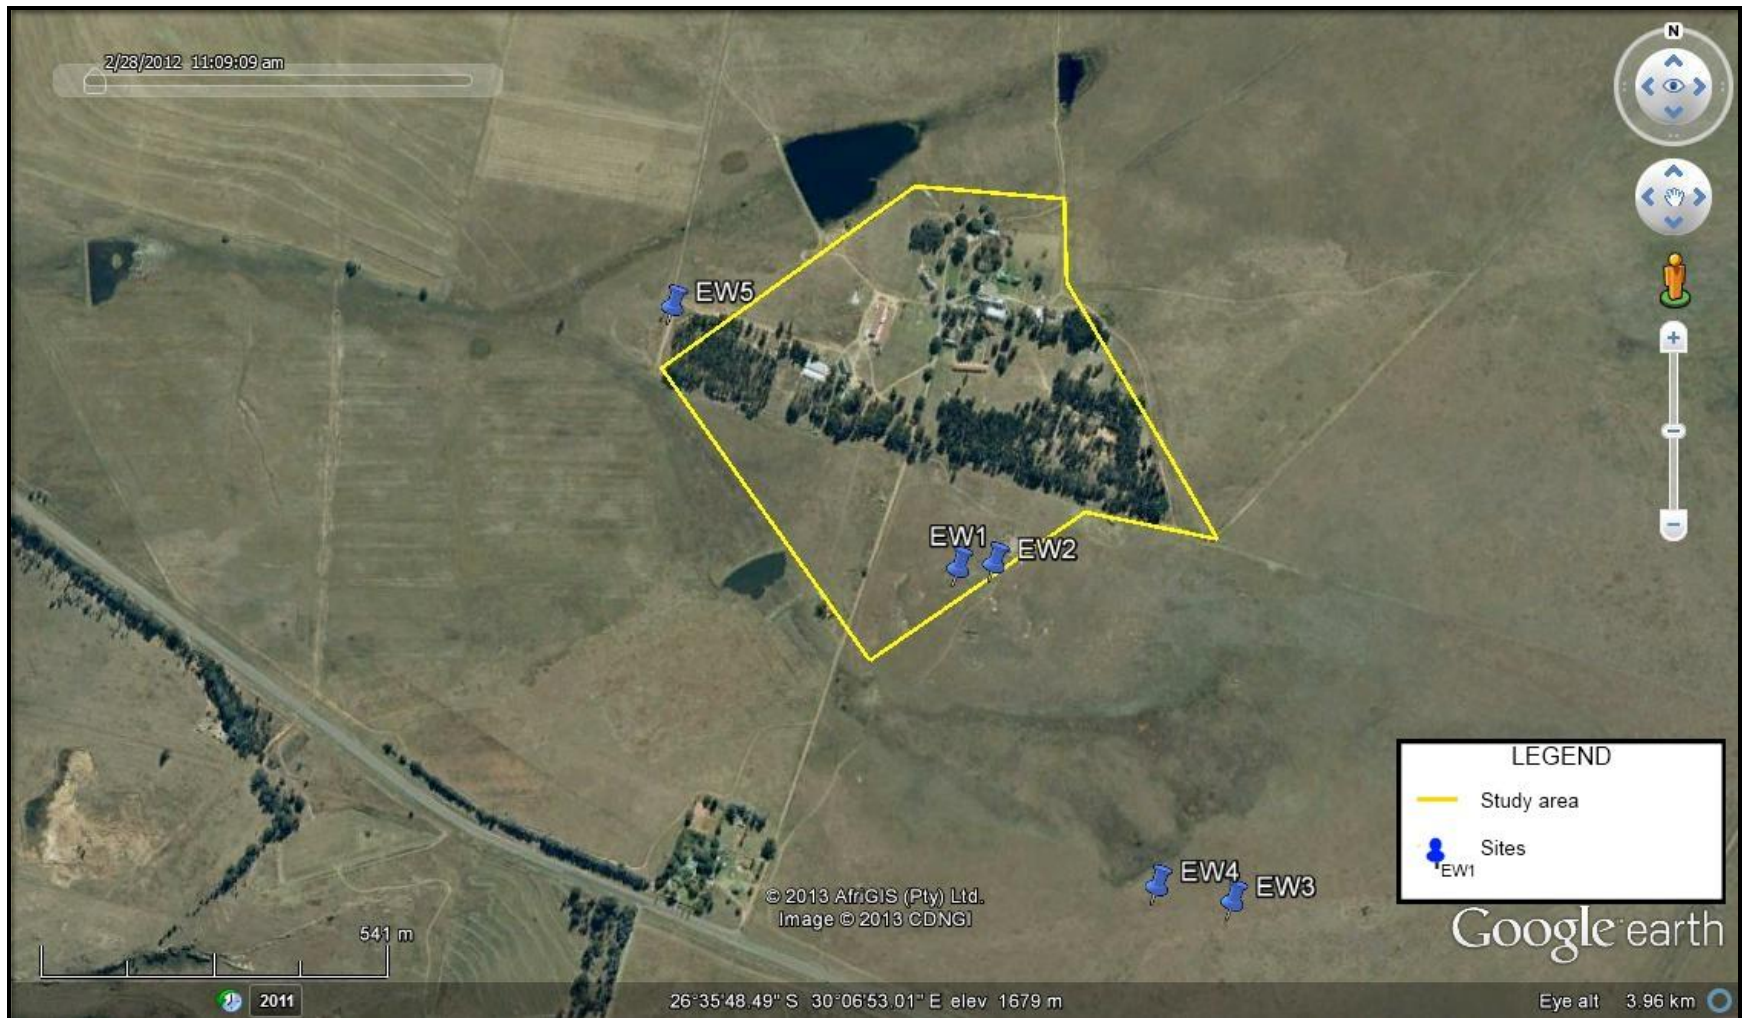 2/28/2012 11:09:09 am
N
EW5
EW1
EW2
EW4
EW3
LEGEND
Study area
Sites
EW1
© 2013 AfriGIS (Pty) Ltd.
Image © 2013 CDNGI
Google earth
541 m
2011
26°35'48.49" S 30°06'53.01" E elev 1679 m
Eye alt 3.96 km